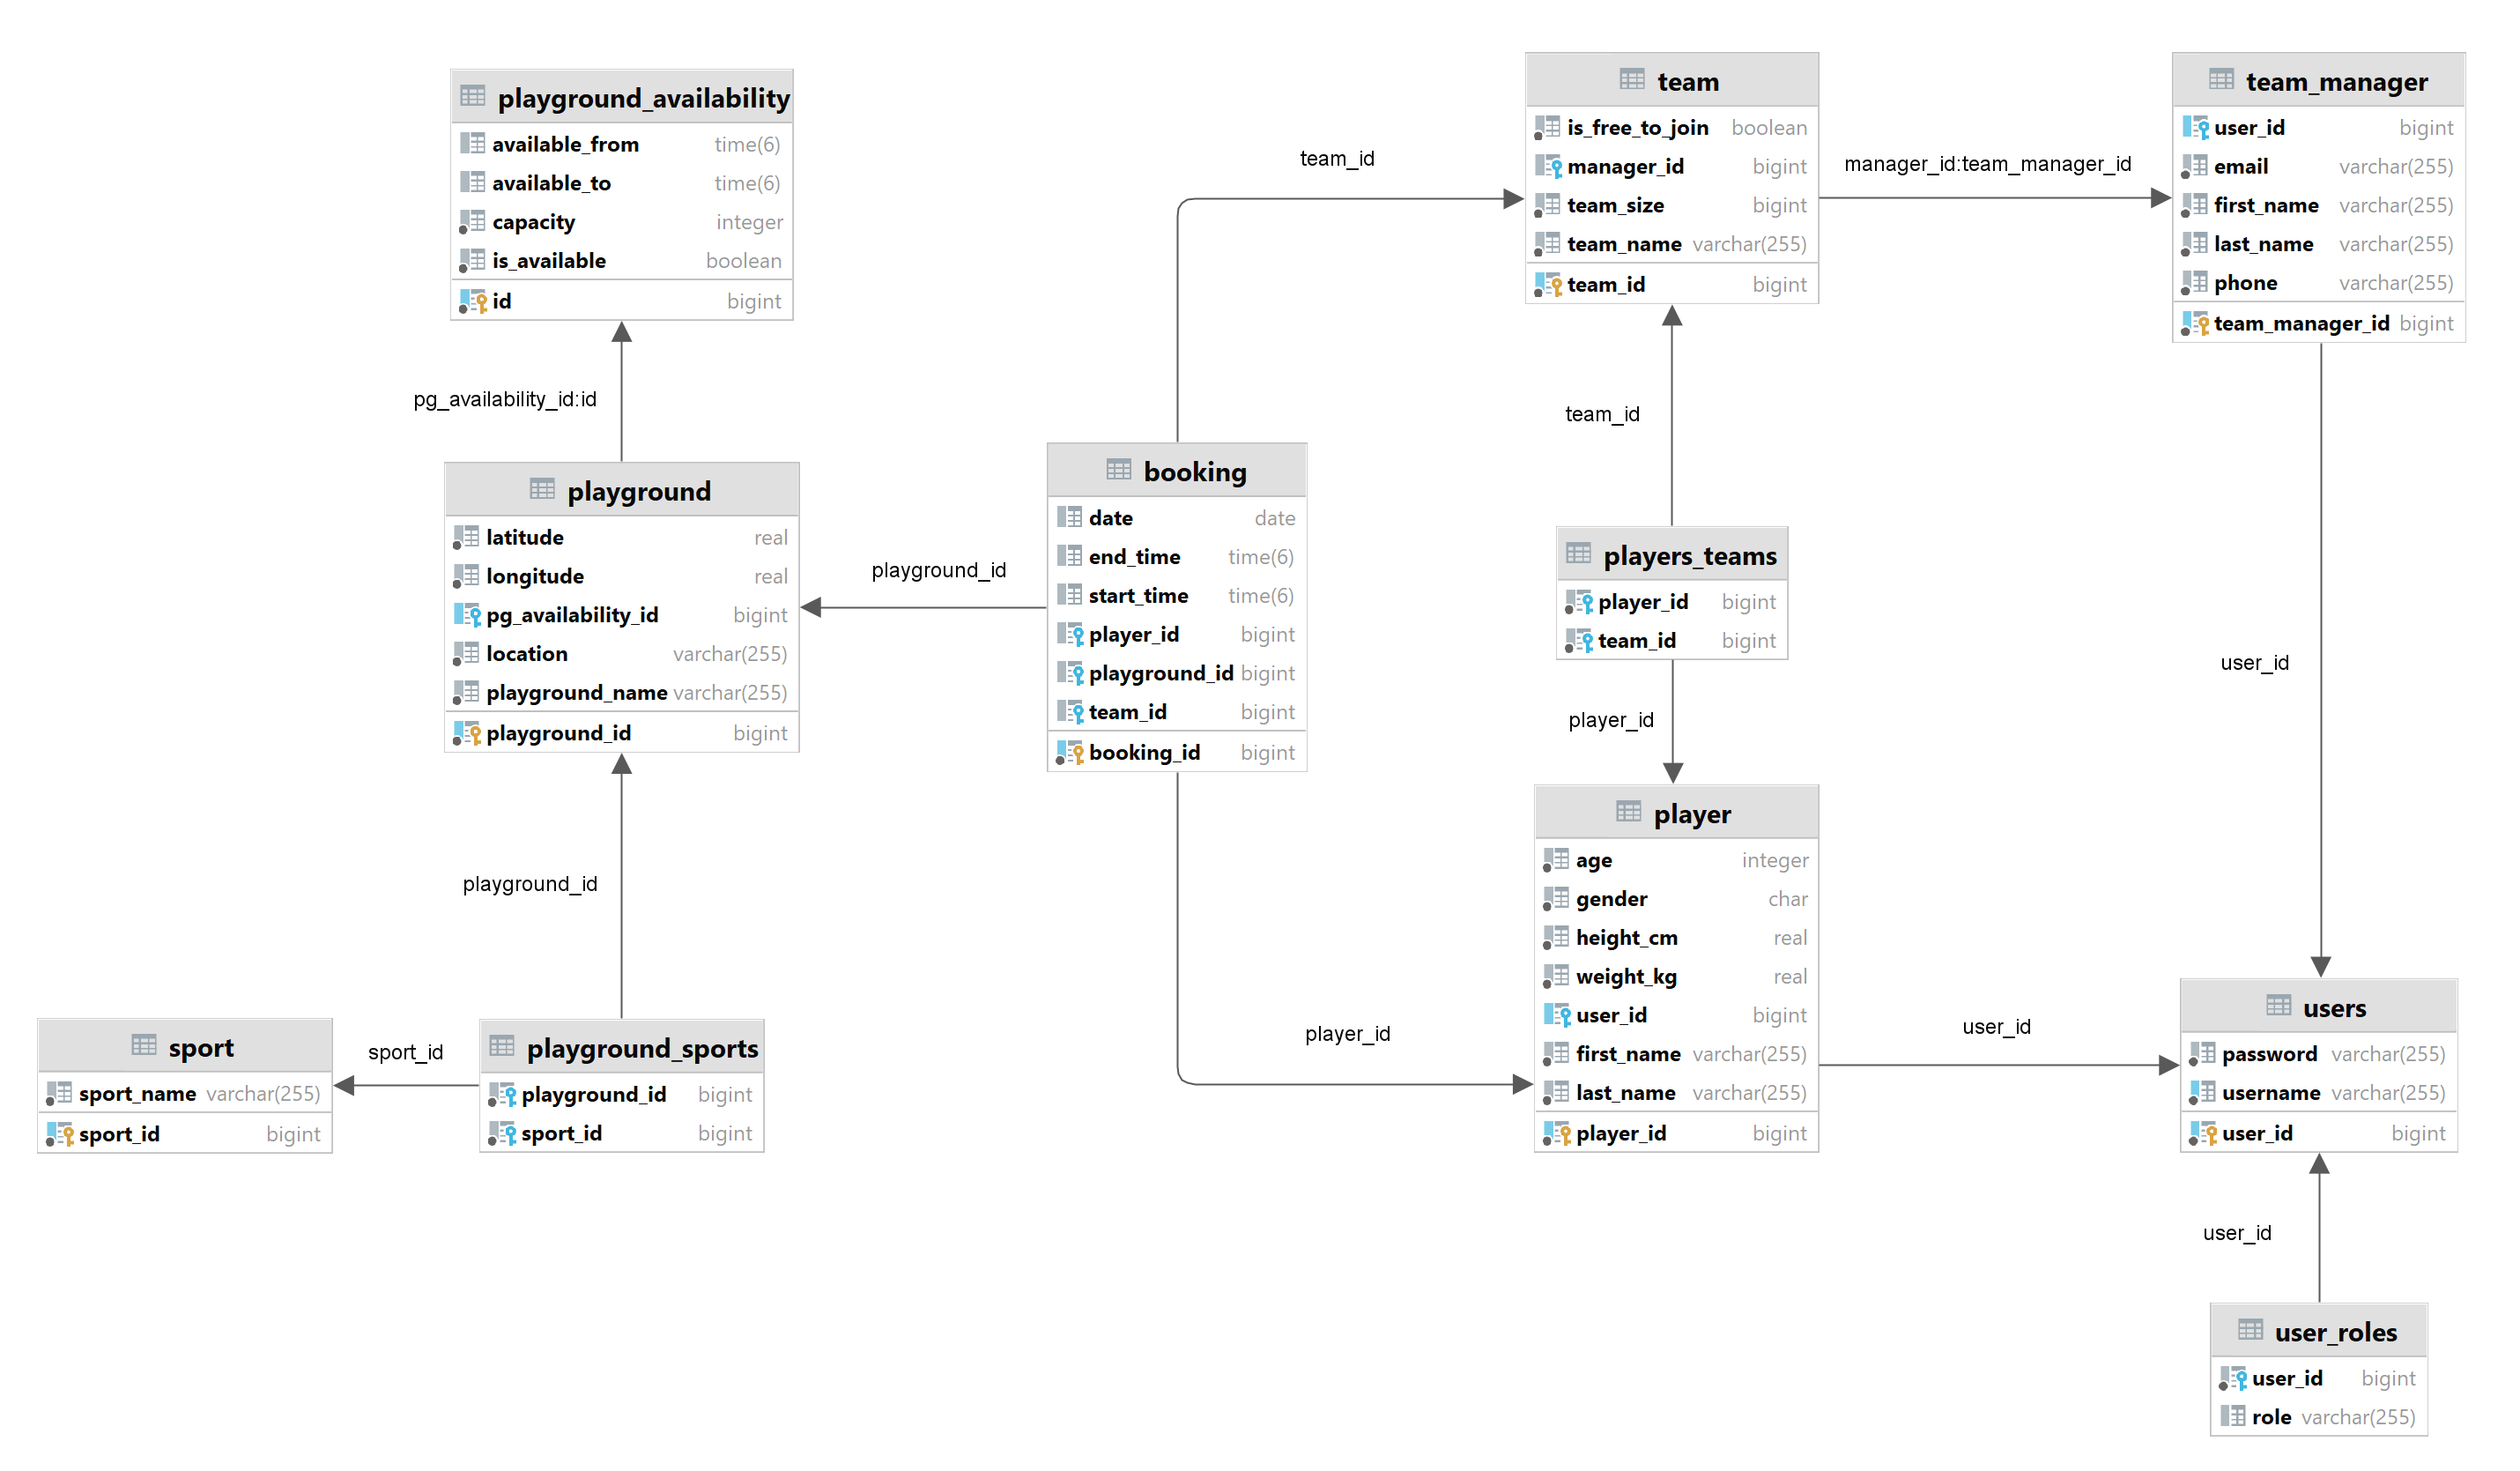 playground_availability
available_from time(6)
available_to time(6)
capacity integer
is_available boolean
id bigint
pg_availability_id:id
playground
latitude real
longitude real
pg_availability_id bigint
location varchar(255)
playground_name varchar(255)
playground_id bigint
playground_id
sport
sport_name varchar(255)
sport_id bigint
sport_id
playground_sports
playground_id bigint
sport_id bigint
playground_id
booking
date date
end_time time(6)
start_time time(6)
player_id bigint
playground_id bigint
team_id bigint
booking_id bigint
team_id
player_id
team
is_free_to_join boolean
manager_id bigint
team_size bigint
team_name varchar(255)
team_id bigint
manager_id:team_manager_id
team_id
players_teams
player_id bigint
team_id bigint
player_id
player
age integer
gender char
height_cm real
weight_kg real
user_id bigint
first_name varchar(255)
last_name varchar(255)
player_id bigint
user_id
team_manager
user_id bigint
email varchar(255)
first_name varchar(255)
last_name varchar(255)
phone varchar(255)
team_manager_id bigint
user_id
users
password varchar(255)
username varchar(255)
user_id bigint
user_id
user_roles
user_id bigint
role varchar(255)